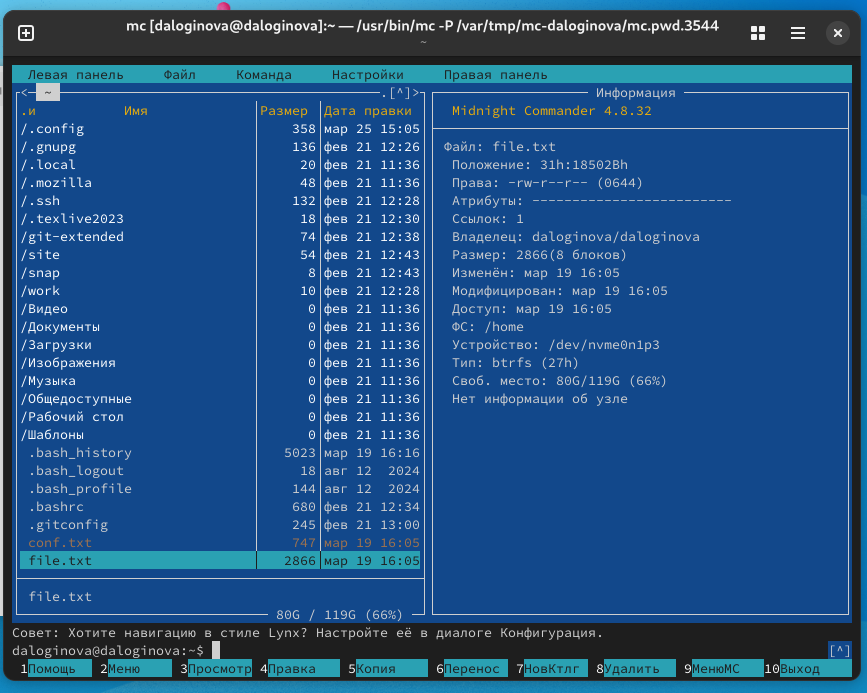 mc [daloginova@daloginova]:~ — /usr/bin/mc -P /var/tmp/mc-daloginova/mc.pwd.3544
~
Левая панель Файл Команда Настройки Правая панель
<─ ~ .[^]> Информация
.и Имя Размер Дата правки Midnight Commander 4.8.32
/.config 358 мар 25 15:05
/.gnupg 136 фев 21 12:26 Файл: file.txt
/.local 20 фев 21 11:36 Положение: 31h:18502Bh
/.mozilla 48 фев 21 11:36 Права: -rw-r--r-- (0644)
/.ssh 132 фев 21 12:28 Атрибуты: -------------------------
/.texlive2023 18 фев 21 12:30 Ссылок: 1
/git-extended 74 фев 21 12:38 Владелец: daloginova/daloginova
/site 54 фев 21 12:43 Размер: 2866(8 блоков)
/snap 8 фев 21 12:43 Изменён: мар 19 16:05
/work 10 фев 21 12:28 Модифицирован: мар 19 16:05
/Видео 0 фев 21 11:36 Доступ: мар 19 16:05
/Документы 0 фев 21 11:36 ФС: /home
/Загрузки 0 фев 21 11:36 Устройство: /dev/nvme0n1p3
/Изображения 0 фев 21 11:36 Тип: btrfs (27h)
/Музыка 0 фев 21 11:36 Своб. место: 80G/119G (66%)
/Общедоступные 0 фев 21 11:36 Нет информации об узле
/Рабочий стол 0 фев 21 11:36
/Шаблоны 0 фев 21 11:36
.bash_history 5023 мар 19 16:16
.bash_logout 18 авг 12 2024
.bash_profile 144 авг 12 2024
.bashrc 680 фев 21 12:34
.gitconfig 245 фев 21 13:00
conf.txt 747 мар 19 16:05
file.txt 2866 мар 19 16:05
file.txt
80G / 119G (66%)
Совет: Хотите навигацию в стиле Lynx? Настройте её в диалоге Конфигурация.
daloginova@daloginova:~$ [^]
1Помощь 2Меню 3Просмотр 4Правка 5Копия 6Перенос 7НовКтлг 8Удалить 9МенюMC 10Выход